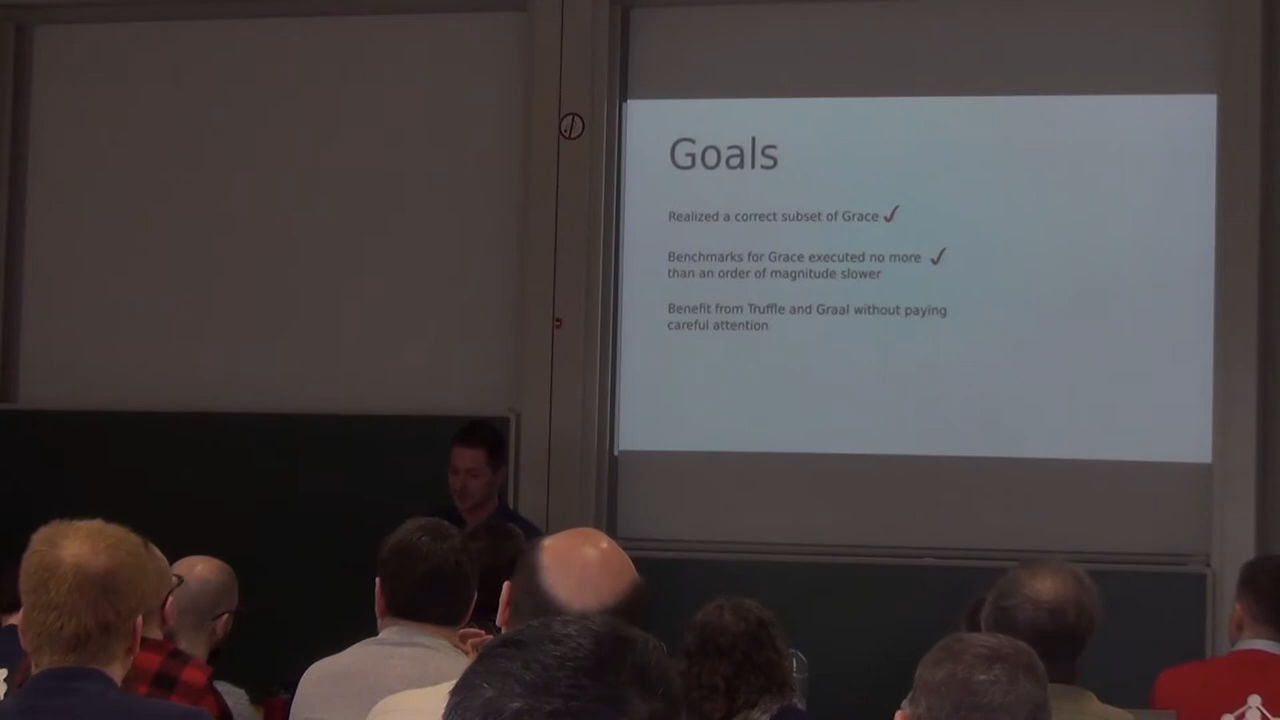 Goals
Realized a correct subset of Grace ✓
Benchmarks for Grace executed no more ✓
than an order of magnitude slower
Benefit from Truffle and Graal without paying
careful attention